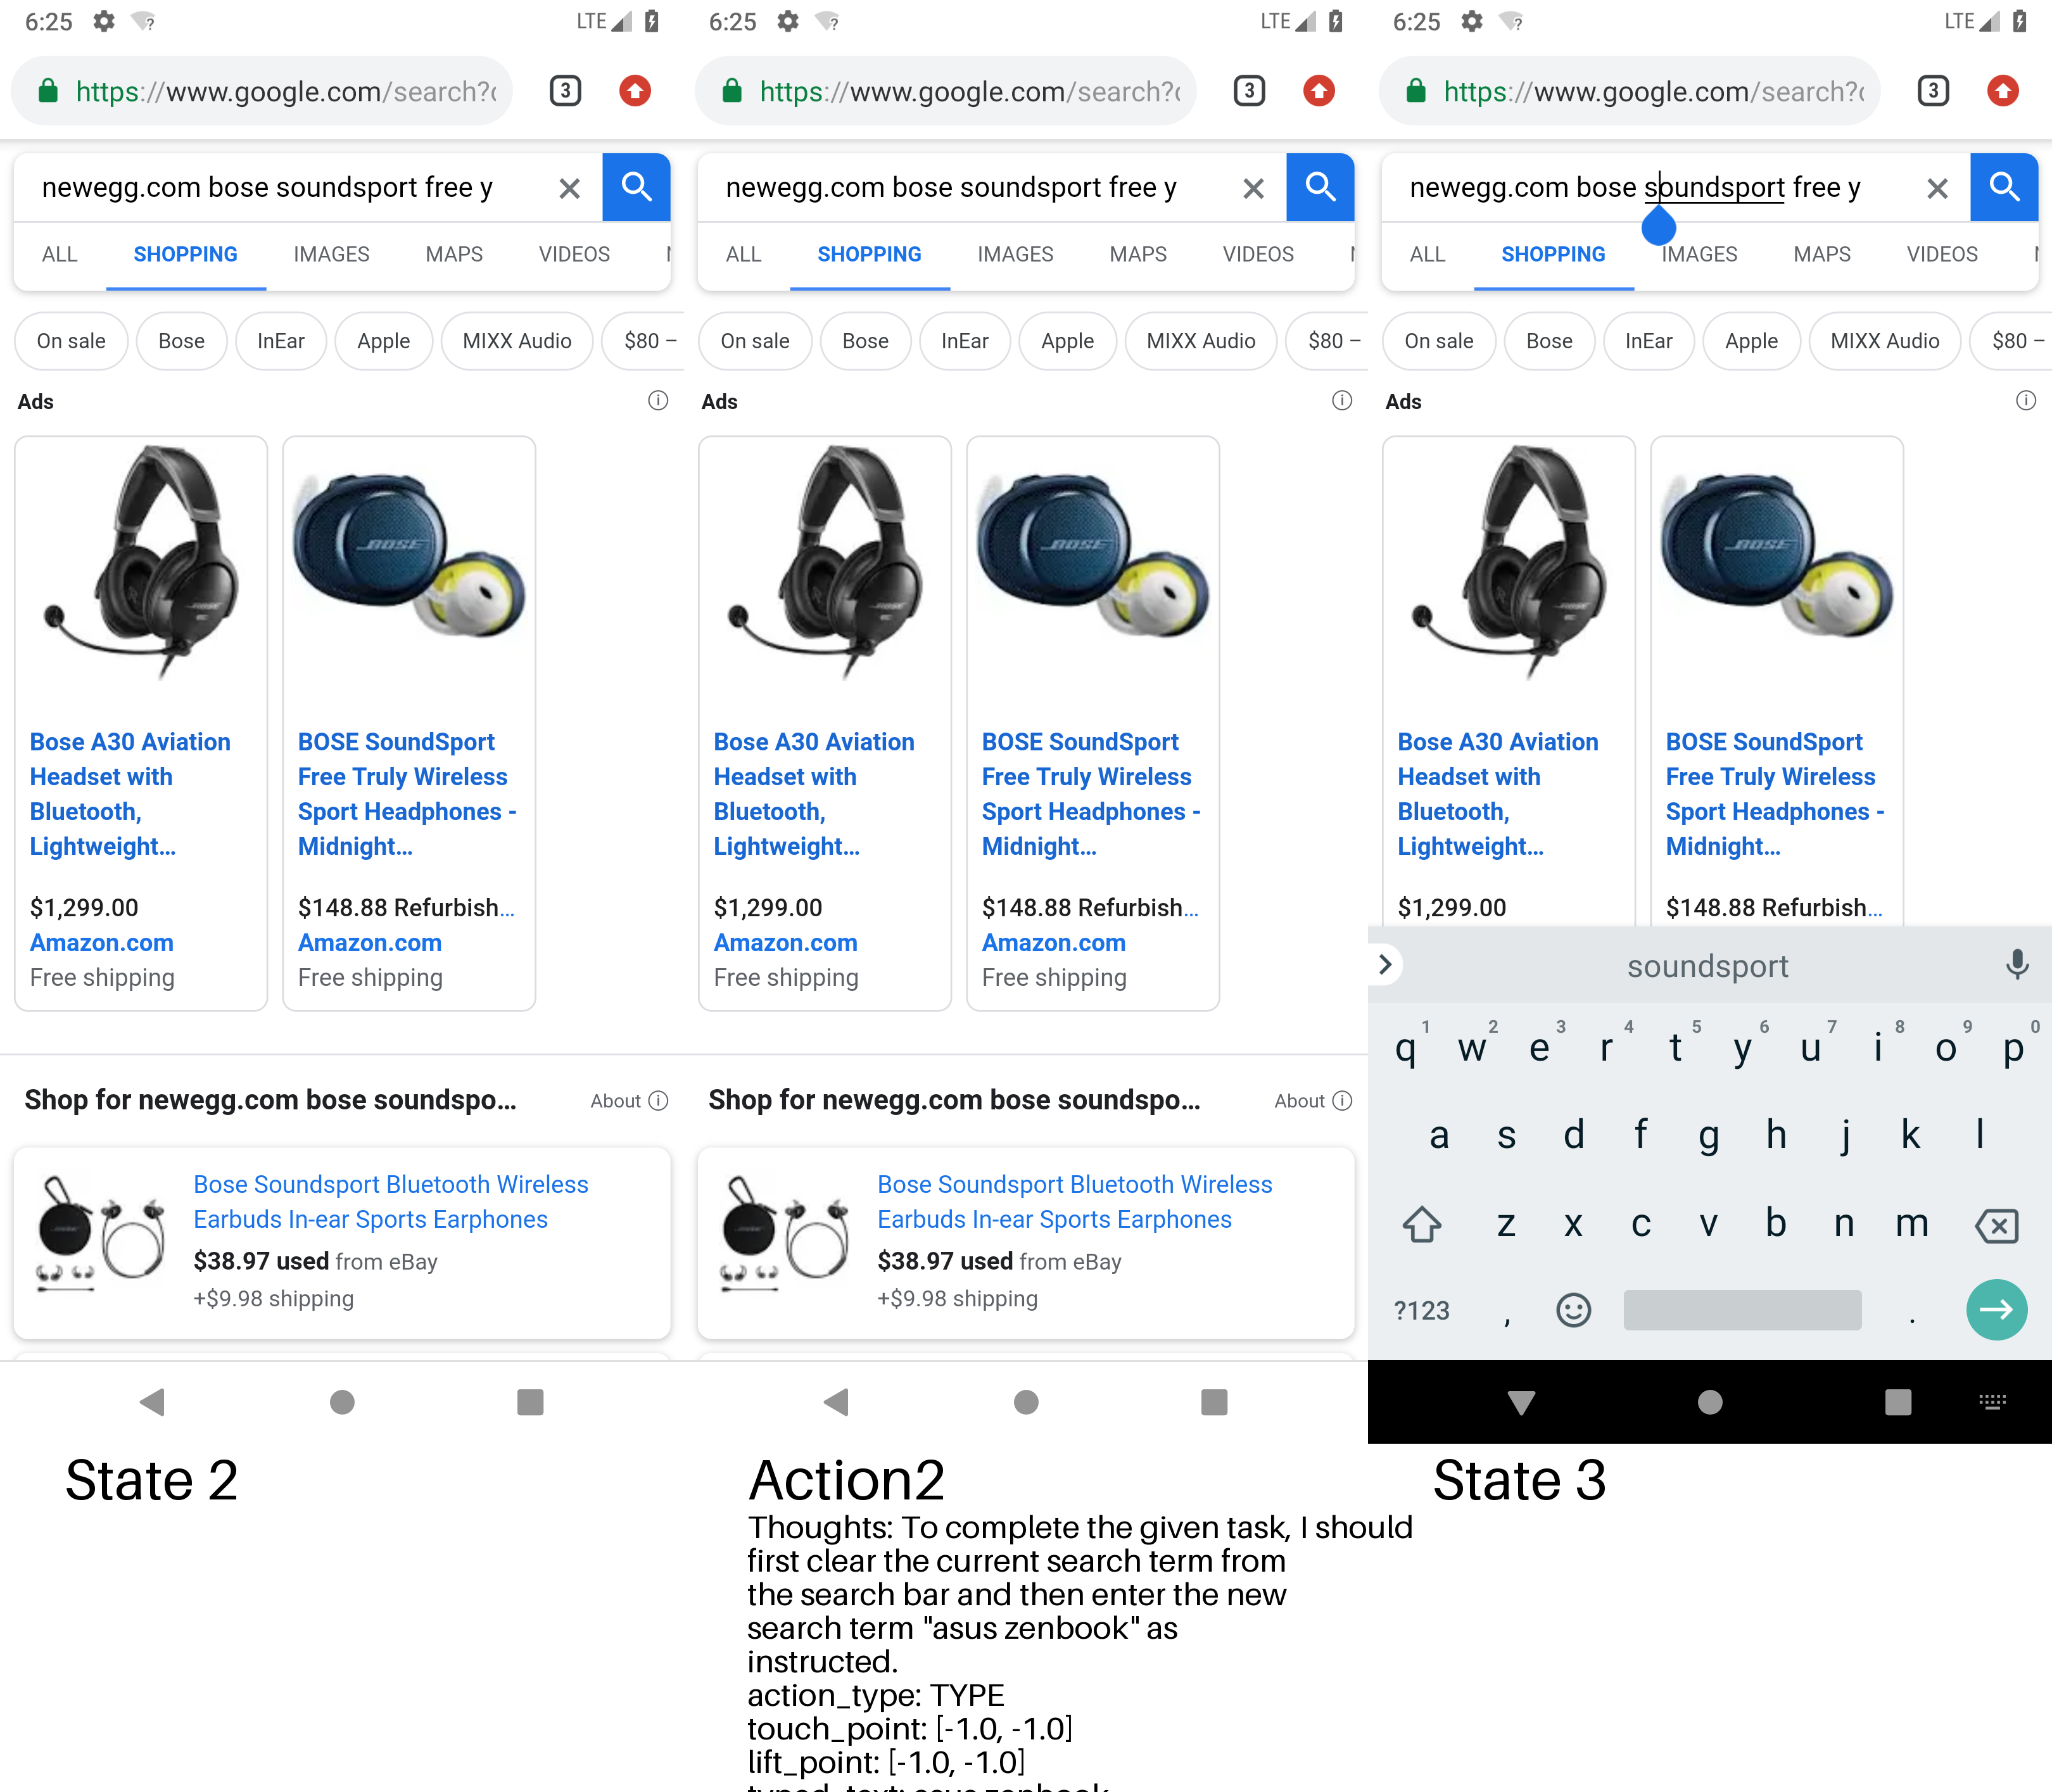 6:25 LTE
https://www.google.com/search?
3
newegg.com bose soundsport free y
ALL SHOPPING IMAGES MAPS VIDEOS
On sale Bose InEar Apple MIXX Audio $80 –
Ads
BOSE
Bose A30 Aviation
Headset with
Bluetooth,
Lightweight...
$1,299.00
Amazon.com
Free shipping
BOSE SoundSport
Free Truly Wireless
Sport Headphones -
Midnight...
$148.88 Refurbish...
Amazon.com
Free shipping
Shop for newegg.com bose soundspo...
About
Bose Soundsport Bluetooth Wireless
Earbuds In-ear Sports Earphones
$38.97 used from eBay
+$9.98 shipping
State 2
6:25 LTE
https://www.google.com/search?
3
newegg.com bose soundsport free y
ALL SHOPPING IMAGES MAPS VIDEOS
On sale Bose InEar Apple MIXX Audio $80 –
Ads
BOSE
Bose A30 Aviation
Headset with
Bluetooth,
Lightweight...
$1,299.00
Amazon.com
Free shipping
BOSE SoundSport
Free Truly Wireless
Sport Headphones -
Midnight...
$148.88 Refurbish...
Amazon.com
Free shipping
Shop for newegg.com bose soundspo...
About
Bose Soundsport Bluetooth Wireless
Earbuds In-ear Sports Earphones
$38.97 used from eBay
+$9.98 shipping
Action2
Thoughts: To complete the given task, I should
first clear the current search term from
the search bar and then enter the new
search term "asus zenbook" as
instructed.
action_type: TYPE
touch_point: [-1.0, -1.0]
lift_point: [-1.0, -1.0]
typed_text: asus zenbook
6:25 LTE
https://www.google.com/search?
3
newegg.com bose soundsport free y
ALL SHOPPING IMAGES MAPS VIDEOS
On sale Bose InEar Apple MIXX Audio $80 –
Ads
BOSE
Bose A30 Aviation
Headset with
Bluetooth,
Lightweight...
$1,299.00
BOSE SoundSport
Free Truly Wireless
Sport Headphones -
Midnight...
$148.88 Refurbish...
soundsport
1 2 3 4 5 6 7 8 9 0
q w e r t y u i o p
a s d f g h j k l
z x c v b n m
?123 , .
State 3